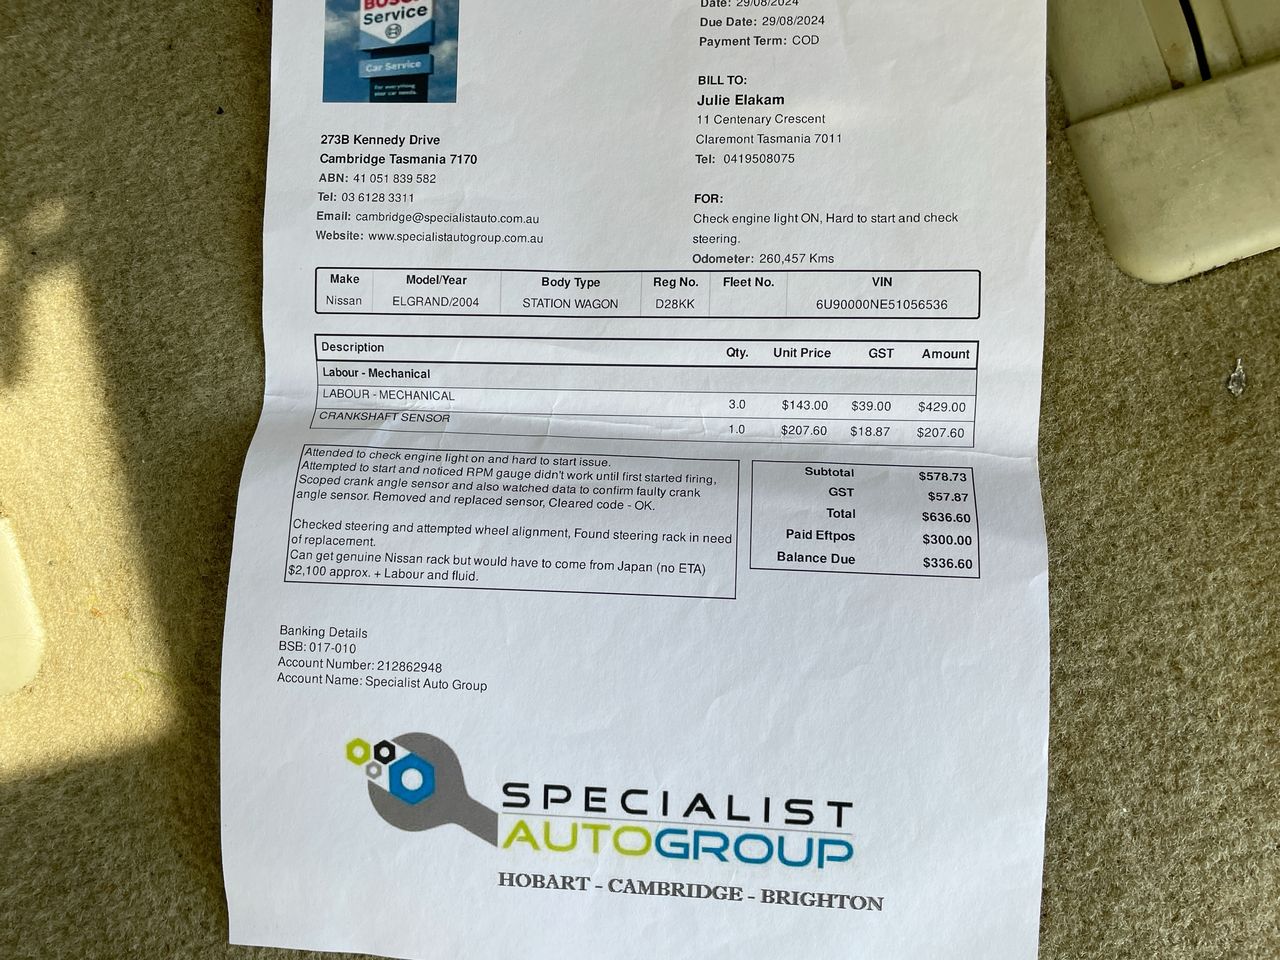 Service
Car Service
For everything
your car needs.
Date: 29/08/2024
Due Date: 29/08/2024
Payment Term: COD
BILL TO:
Julie Elakam
11 Centenary Crescent
Claremont Tasmania 7011
Tel: 0419508075
273B Kennedy Drive
Cambridge Tasmania 7170
ABN: 41 051 839 582
Tel: 03 6128 3311
Email: cambridge@specialistauto.com.au
Website: www.specialistautogroup.com.au
FOR:
Check engine light ON, Hard to start and check
steering.
Odometer: 260,457 Kms
Make Model/Year Body Type Reg No. Fleet No. VIN
Nissan ELGRAND/2004 STATION WAGON D28KK 6U90000NE51056536
Description Qty. Unit Price GST Amount
Labour - Mechanical
LABOUR - MECHANICAL 3.0 $143.00 $39.00 $429.00
CRANKSHAFT SENSOR 1.0 $207.60 $18.87 $207.60
Attended to check engine light on and hard to start issue.
Attempted to start and noticed RPM gauge didn't work until first started firing,
Scoped crank angle sensor and also watched data to confirm faulty crank
angle sensor. Removed and replaced sensor, Cleared code - OK.
Checked steering and attempted wheel alignment, Found steering rack in need
of replacement.
Can get genuine Nissan rack but would have to come from Japan (no ETA)
$2,100 approx. + Labour and fluid.
Subtotal $578.73
GST $57.87
Total $636.60
Paid Eftpos $300.00
Balance Due $336.60
Banking Details
BSB: 017-010
Account Number: 212862948
Account Name: Specialist Auto Group
SPECIALIST
AUTOGROUP
HOBART - CAMBRIDGE - BRIGHTON